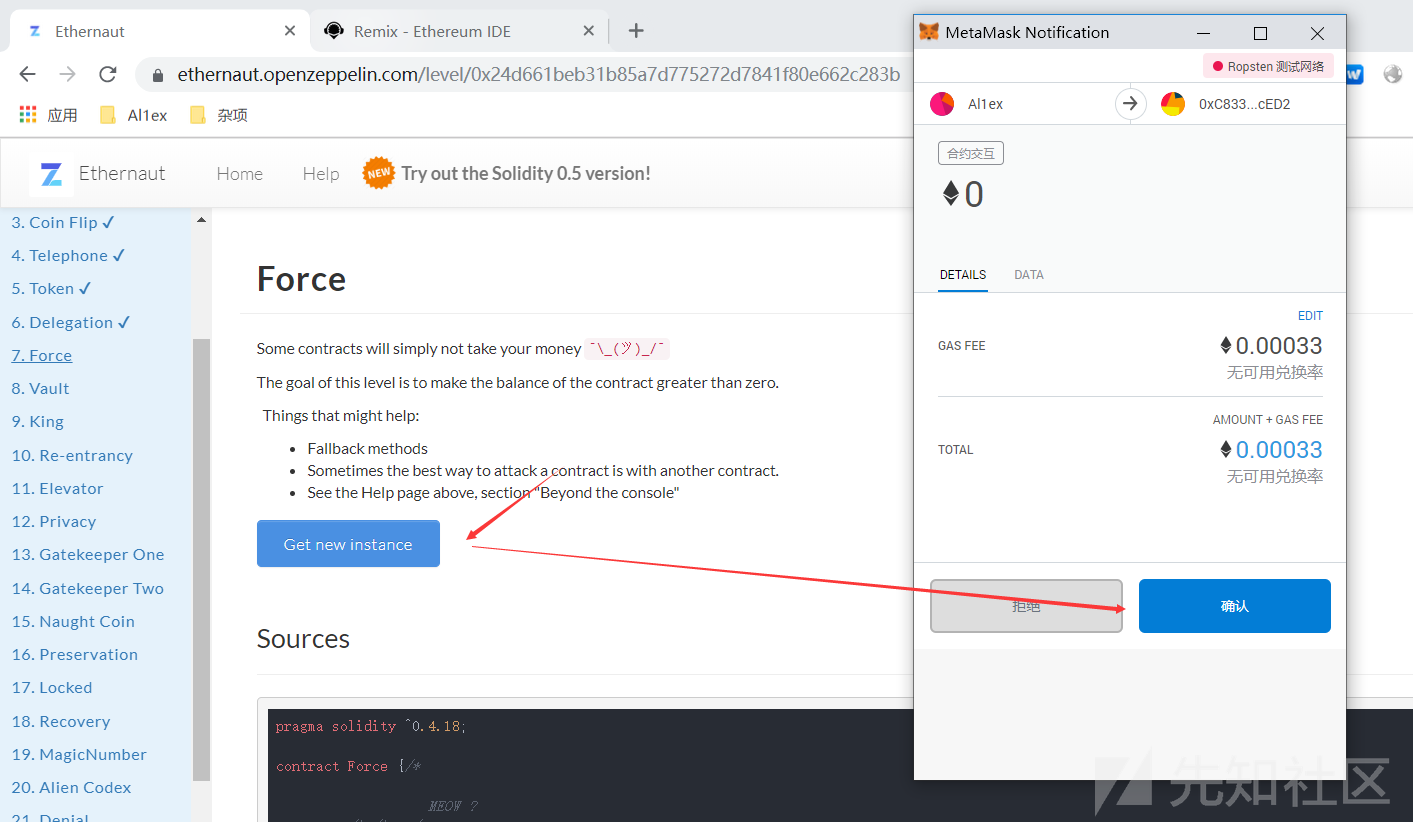 Ethernaut
Remix - Ethereum IDE
ethernaut.openzeppelin.com/level/0x24d661beb31b85a7d775272d7841f80e662c283b
应用
Al1ex
杂项
Ethernaut
Home
Help
NEW
Try out the Solidity 0.5 version!
3. Coin Flip ✓
4. Telephone ✓
5. Token ✓
6. Delegation ✓
7. Force
8. Vault
9. King
10. Re-entrancy
11. Elevator
12. Privacy
13. Gatekeeper One
14. Gatekeeper Two
15. Naught Coin
16. Preservation
17. Locked
18. Recovery
19. MagicNumber
20. Alien Codex
21. Denial
Force
Some contracts will simply not take your money ¯\_(ツ)_/¯
The goal of this level is to make the balance of the contract greater than zero.
Things that might help:
• Fallback methods
• Sometimes the best way to attack a contract is with another contract.
• See the Help page above, section "Beyond the console"
Get new instance
Sources
pragma solidity ^0.4.18;
contract Force {/*
MEOW ?
MetaMask Notification
Ropsten 测试网络
Al1ex
0xC833...cED2
合约交互
0
DETAILS
DATA
EDIT
GAS FEE
0.00033
无可用兑换率
AMOUNT + GAS FEE
TOTAL
0.00033
无可用兑换率
拒绝
确认
先知社区